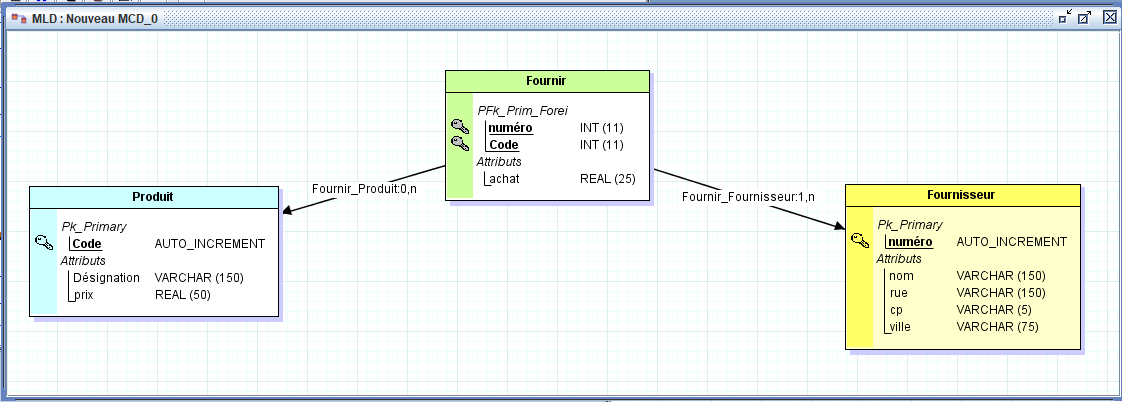 MLD : Nouveau MCD_0
Fournir
PFk_Prim_Forei
numéro INT (11)
Code INT (11)
Attributs
achat REAL (25)
Fournir_Produit:0,n
Fournir_Fournisseur:1,n
Produit
Pk_Primary
Code AUTO_INCREMENT
Attributs
Désignation VARCHAR (150)
prix REAL (50)
Fournisseur
Pk_Primary
numéro AUTO_INCREMENT
Attributs
nom VARCHAR (150)
rue VARCHAR (150)
cp VARCHAR (5)
ville VARCHAR (75)